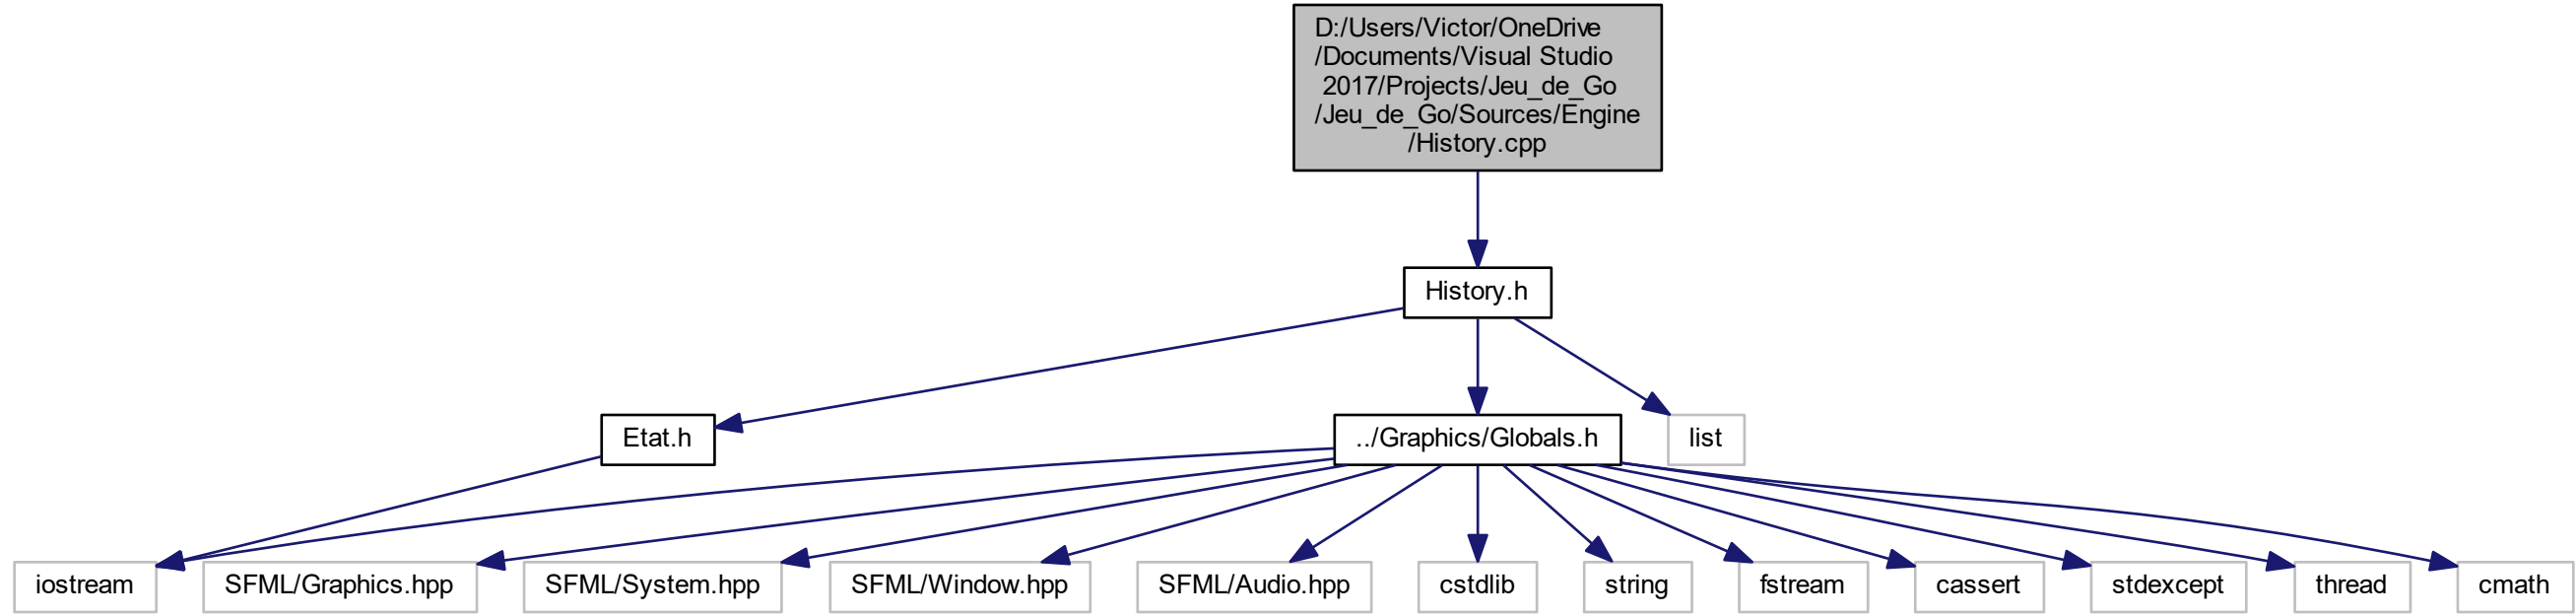 D:/Users/Victor/OneDrive
/Documents/Visual Studio
2017/Projects/Jeu_de_Go
/Jeu_de_Go/Sources/Engine
/History.cpp
History.h
Etat.h
../Graphics/Globals.h
list
iostream
SFML/Graphics.hpp
SFML/System.hpp
SFML/Window.hpp
SFML/Audio.hpp
cstdlib
string
fstream
cassert
stdexcept
thread
cmath